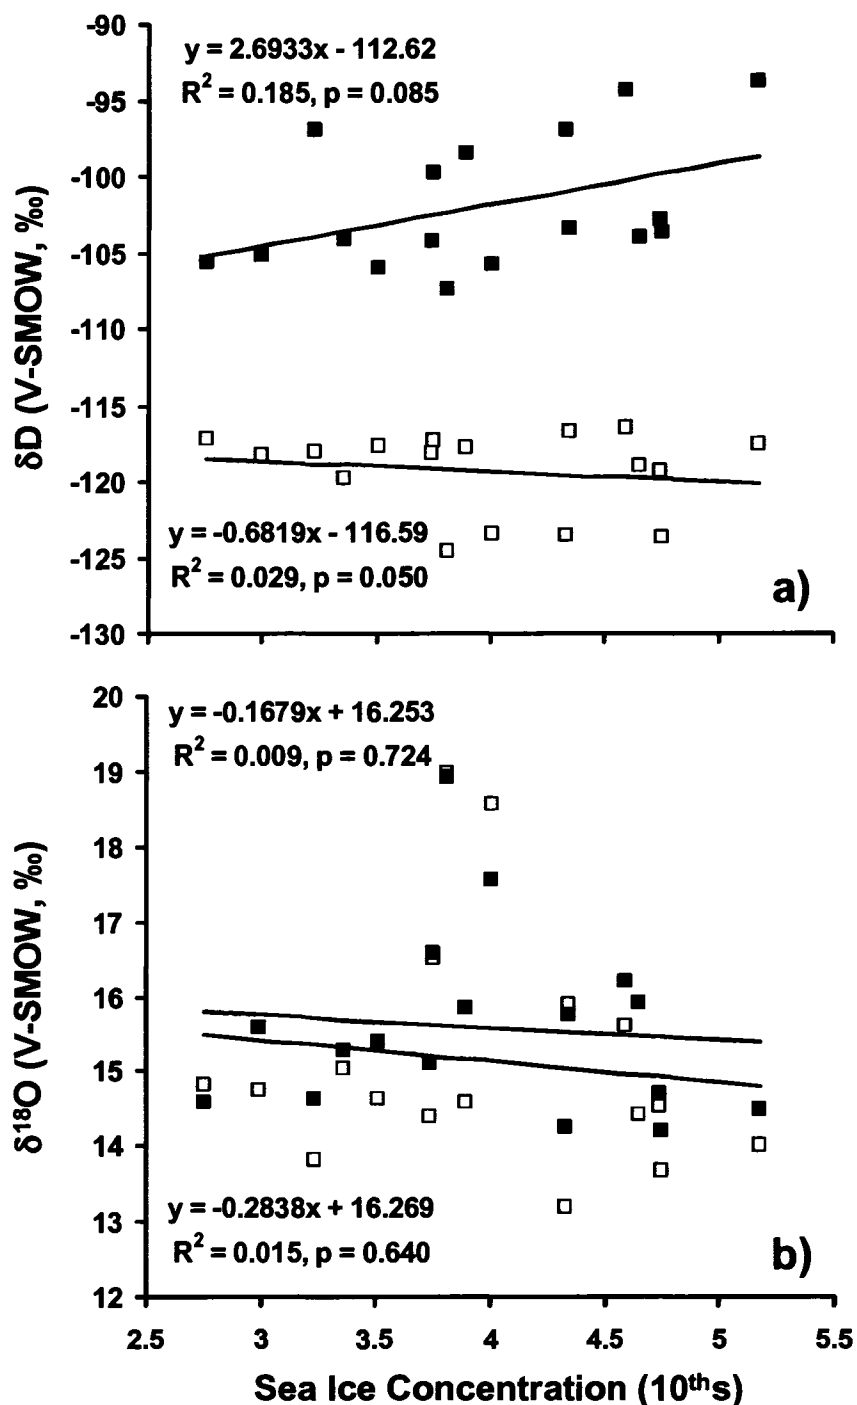 -90
y = 2.6933x - 112.62
R² = 0.185, p = 0.085
-95
-100
-105
-110
-115
-120
-125
-130
δD (V-SMOW, ‰)
y = -0.6819x - 116.59
R² = 0.029, p = 0.050
a)
20
y = -0.1679x + 16.253
R² = 0.009, p = 0.724
19
18
17
16
15
14
13
12
δ¹⁸O (V-SMOW, ‰)
y = -0.2838x + 16.269
R² = 0.015, p = 0.640
b)
2.5 3 3.5 4 4.5 5 5.5
Sea Ice Concentration (10ᵗʰs)